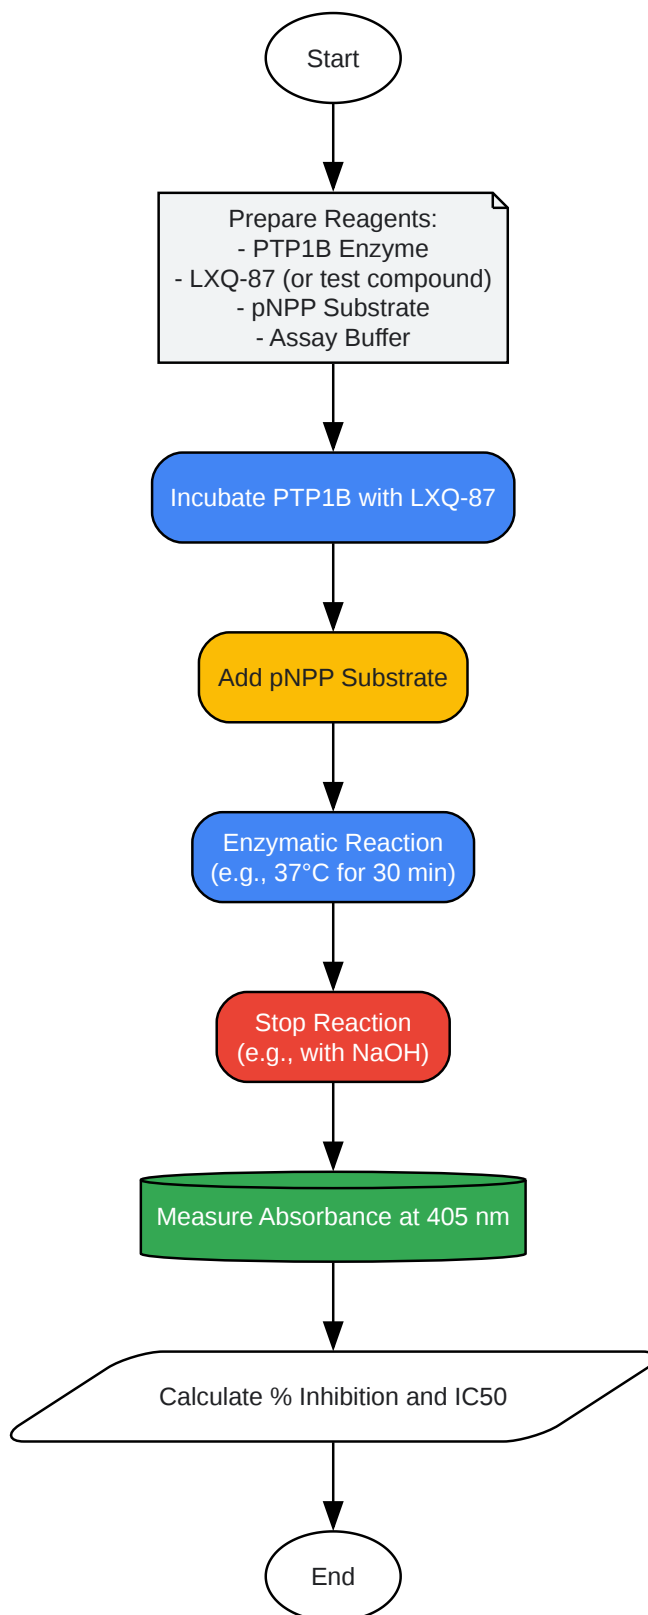 Start
Prepare Reagents:
- PTP1B Enzyme
- LXQ-87 (or test compound)
- pNPP Substrate
- Assay Buffer
Incubate PTP1B with LXQ-87
Add pNPP Substrate
Enzymatic Reaction
(e.g., 37°C for 30 min)
Stop Reaction
(e.g., with NaOH)
Measure Absorbance at 405 nm
Calculate % Inhibition and IC50
End